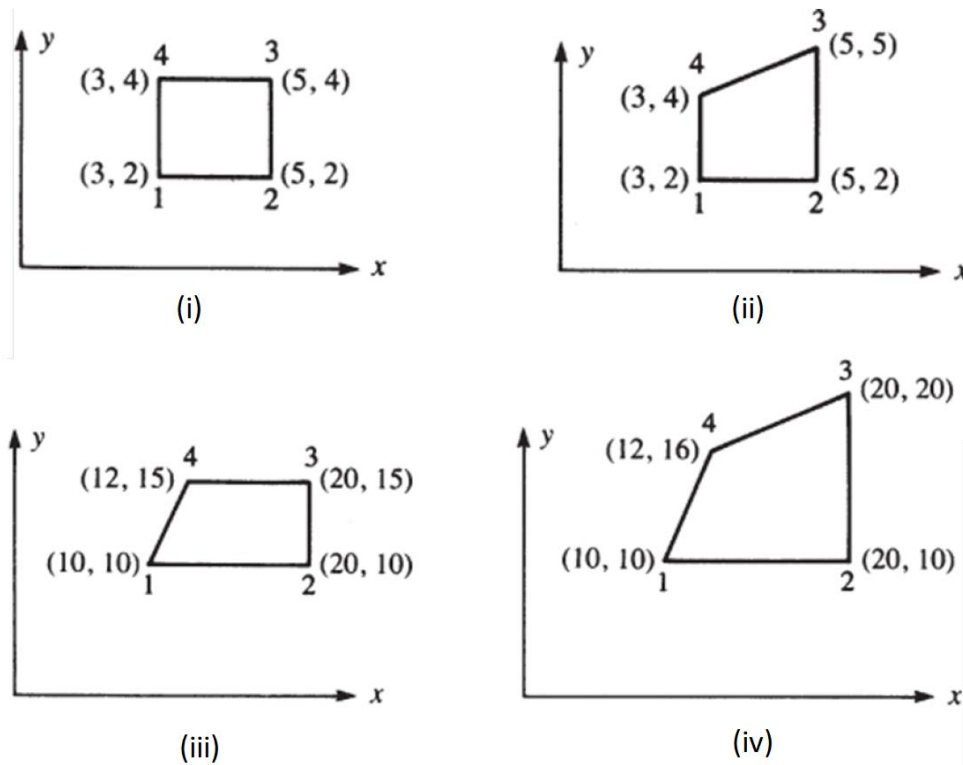 y
4 3
(3, 4) (5, 4)
(3, 2) (5, 2)
1 2
x
(i)
3
y (5, 5)
4
(3, 4)
(3, 2) (5, 2)
1 2
x
(ii)
y
4 3
(12, 15) (20, 15)
(10, 10) (20, 10)
1 2
x
(iii)
3
(20, 20)
4
y (12, 16)
(10, 10) (20, 10)
1 2
x
(iv)